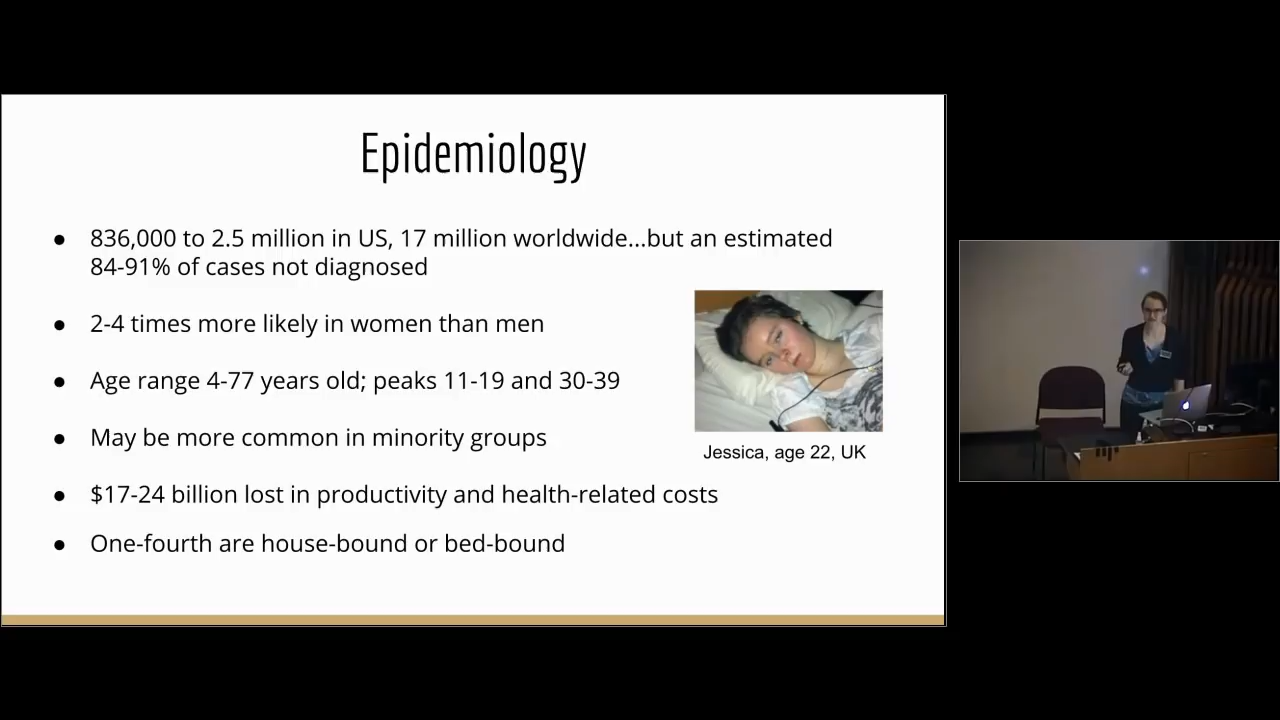 Epidemiology
● 836,000 to 2.5 million in US, 17 million worldwide...but an estimated
84-91% of cases not diagnosed
● 2-4 times more likely in women than men
● Age range 4-77 years old; peaks 11-19 and 30-39
● May be more common in minority groups
Jessica, age 22, UK
● $17-24 billion lost in productivity and health-related costs
● One-fourth are house-bound or bed-bound